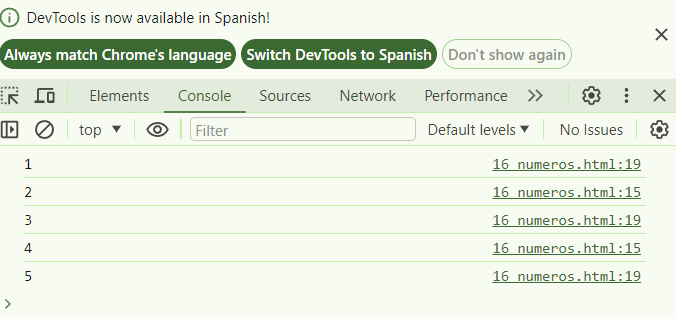 DevTools is now available in Spanish!
Always match Chrome's language Switch DevTools to Spanish Don't show again
Elements Console Sources Network Performance
top Filter Default levels No Issues
1 16_numeros.html:19
2 16_numeros.html:15
3 16_numeros.html:19
4 16_numeros.html:15
5 16_numeros.html:19